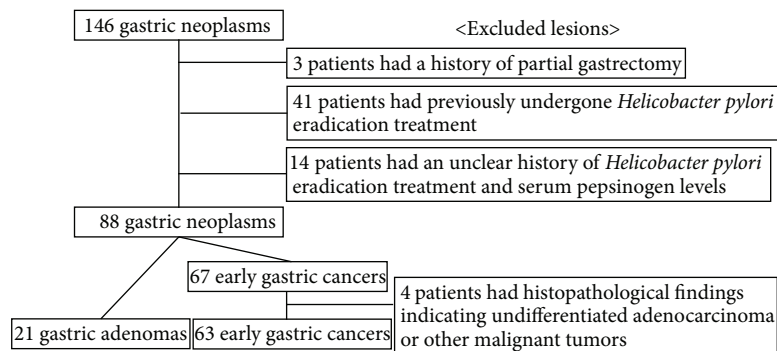 146 gastric neoplasms
<Excluded lesions>
3 patients had a history of partial gastrectomy
41 patients had previously undergone Helicobacter pylori
eradication treatment
14 patients had an unclear history of Helicobacter pylori
eradication treatment and serum pepsinogen levels
88 gastric neoplasms
67 early gastric cancers
4 patients had histopathological findings
indicating undifferentiated adenocarcinoma
or other malignant tumors
21 gastric adenomas
63 early gastric cancers